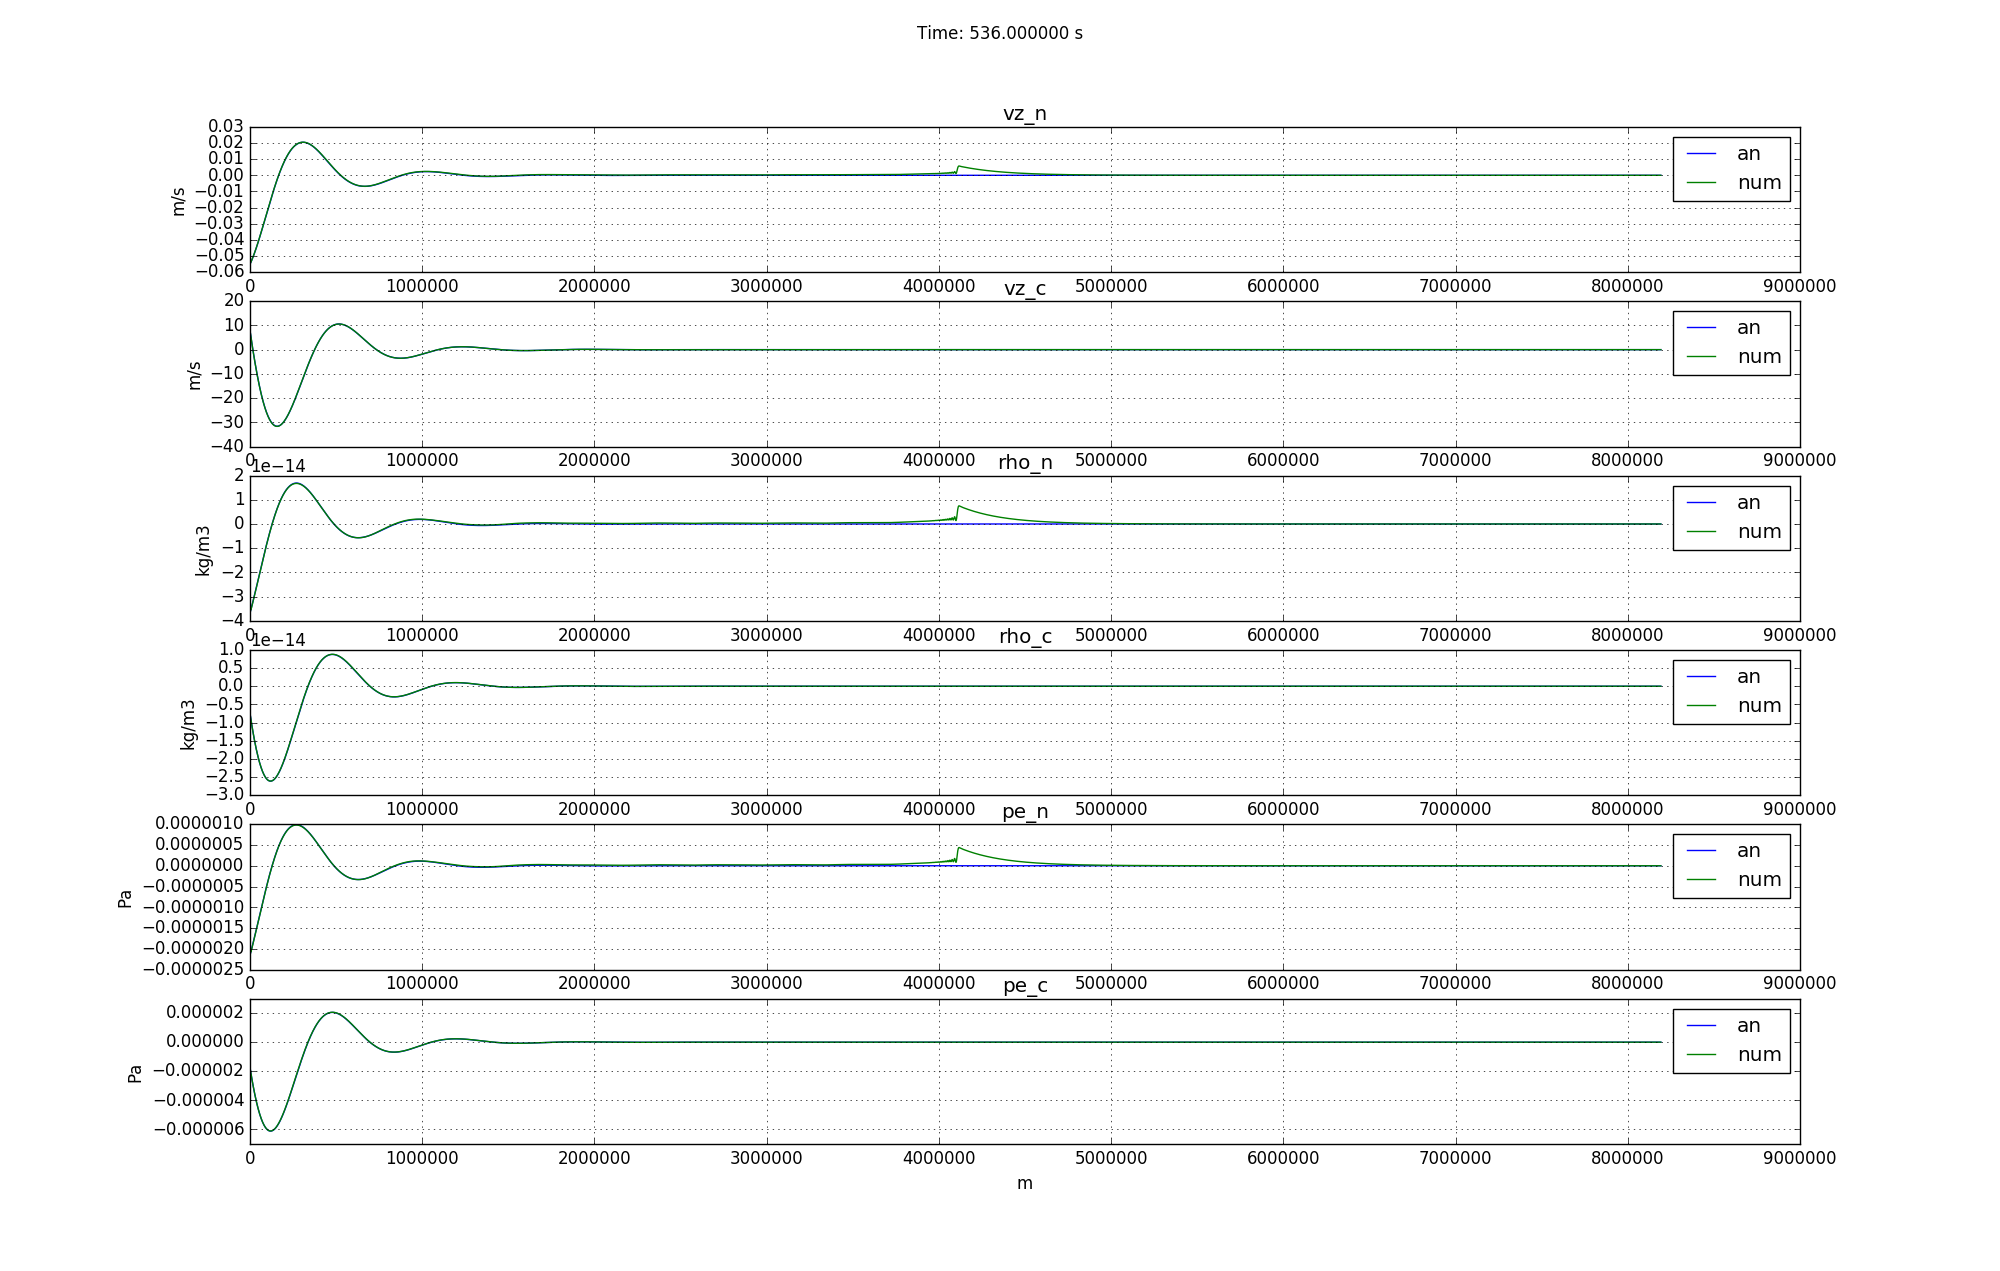 Time: 536.000000 s
vz_n
0.03
0.02
0.01
0.00
−0.01
−0.02
−0.03
−0.04
−0.05
−0.06
m/s
an
num
0 1000000 2000000 3000000 4000000 5000000 6000000 7000000 8000000 9000000
vz_c
20
10
0
−10
−20
−30
−40
m/s
an
num
0 1000000 2000000 3000000 4000000 5000000 6000000 7000000 8000000 9000000
1e−14
rho_n
2
1
0
−1
−2
−3
−4
kg/m3
an
num
0 1000000 2000000 3000000 4000000 5000000 6000000 7000000 8000000 9000000
1e−14
rho_c
1.0
0.5
0.0
−0.5
−1.0
−1.5
−2.0
−2.5
−3.0
kg/m3
an
num
0 1000000 2000000 3000000 4000000 5000000 6000000 7000000 8000000 9000000
pe_n
0.0000010
0.0000005
0.0000000
−0.0000005
−0.0000010
−0.0000015
−0.0000020
−0.0000025
Pa
an
num
0 1000000 2000000 3000000 4000000 5000000 6000000 7000000 8000000 9000000
pe_c
0.000002
0.000000
−0.000002
−0.000004
−0.000006
Pa
an
num
0 1000000 2000000 3000000 4000000 5000000 6000000 7000000 8000000 9000000
m